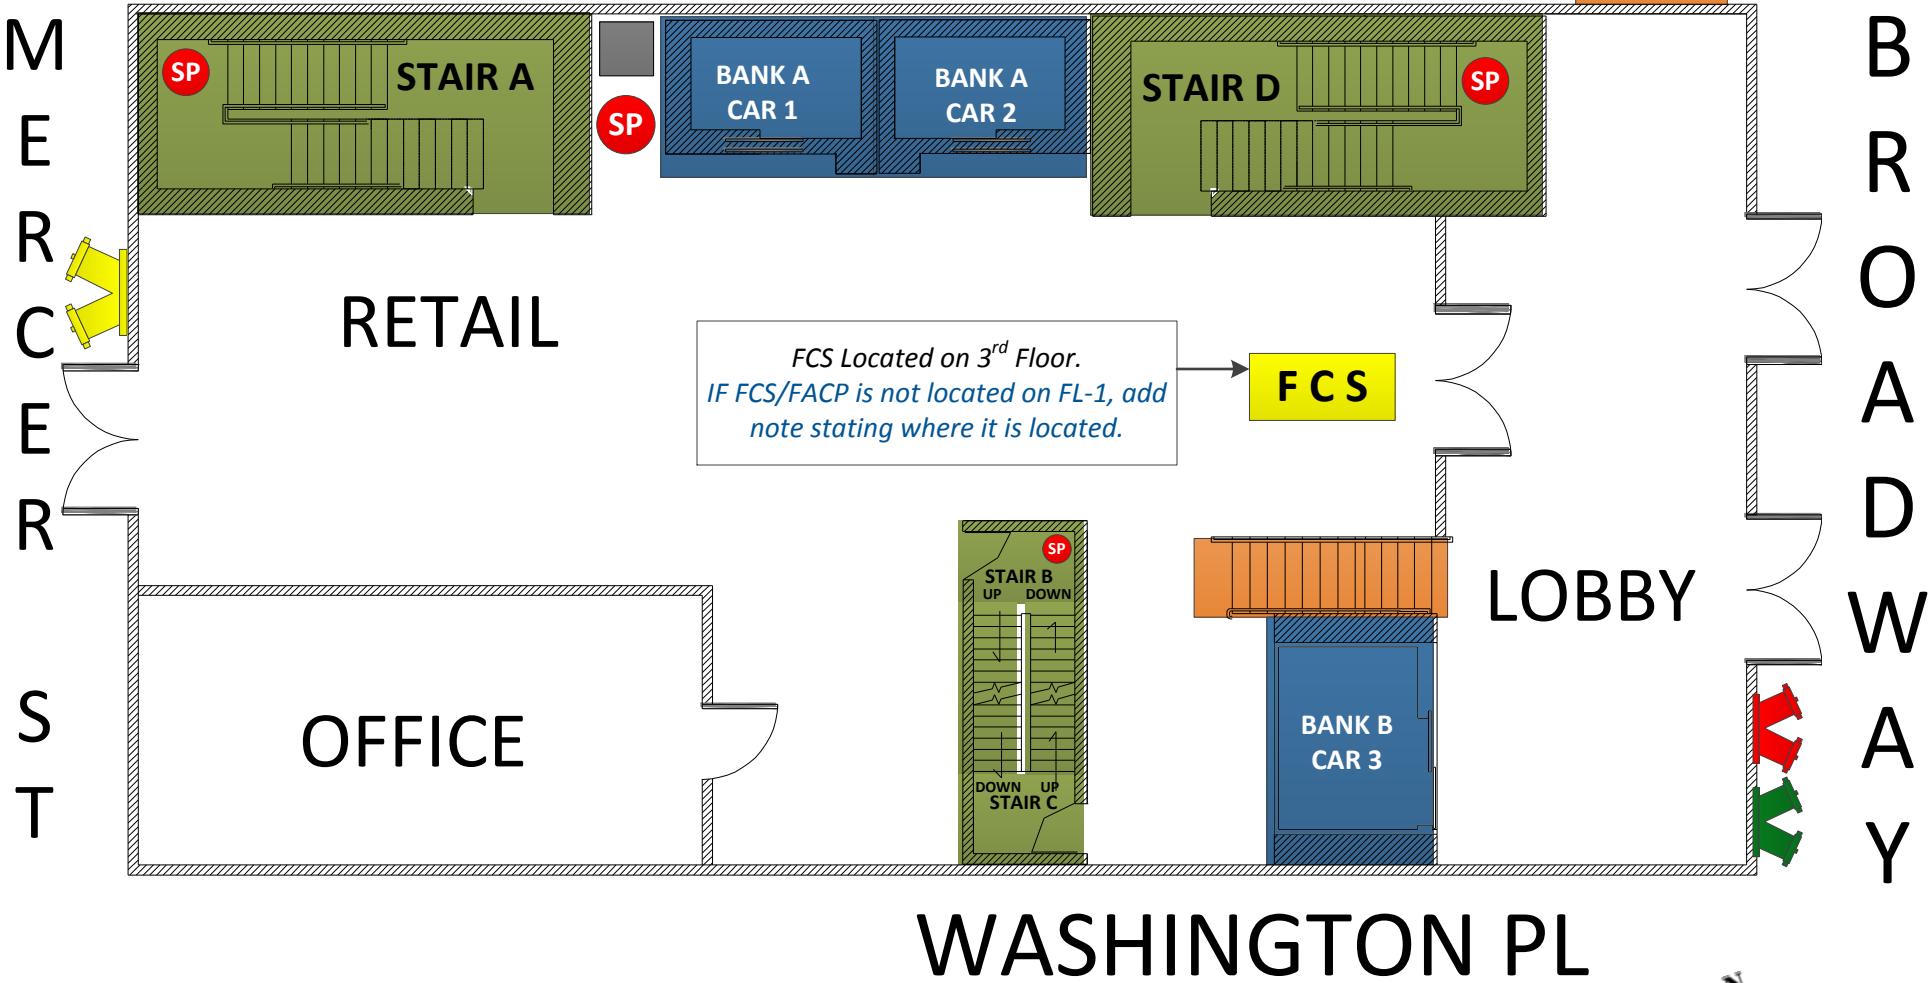 MERCER ST
BROADWAY
SP
STAIR A
SP
BANK A
CAR 1
BANK A
CAR 2
STAIR D
SP
RETAIL
FCS Located on 3rd Floor.
IF FCS/FACP is not located on FL-1, add
note stating where it is located.
F C S
SP
STAIR B
UP DOWN
LOBBY
OFFICE
BANK B
CAR 3
DOWN UP
STAIR C
WASHINGTON PL
N